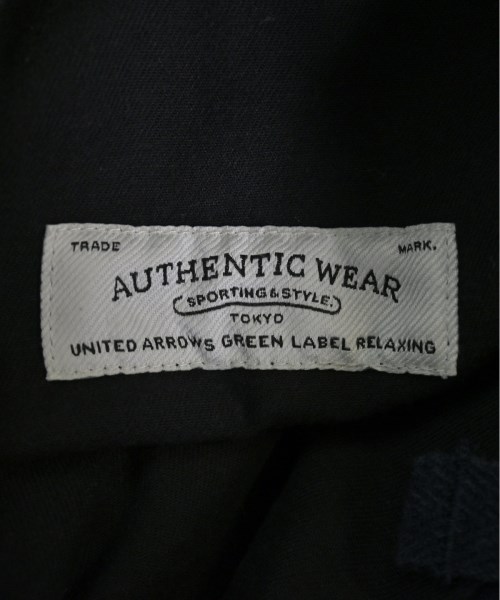 TRADE MARK.
AUTHENTIC WEAR
SPORTING & STYLE.
TOKYO
UNITED ARROWS GREEN LABEL RELAXING